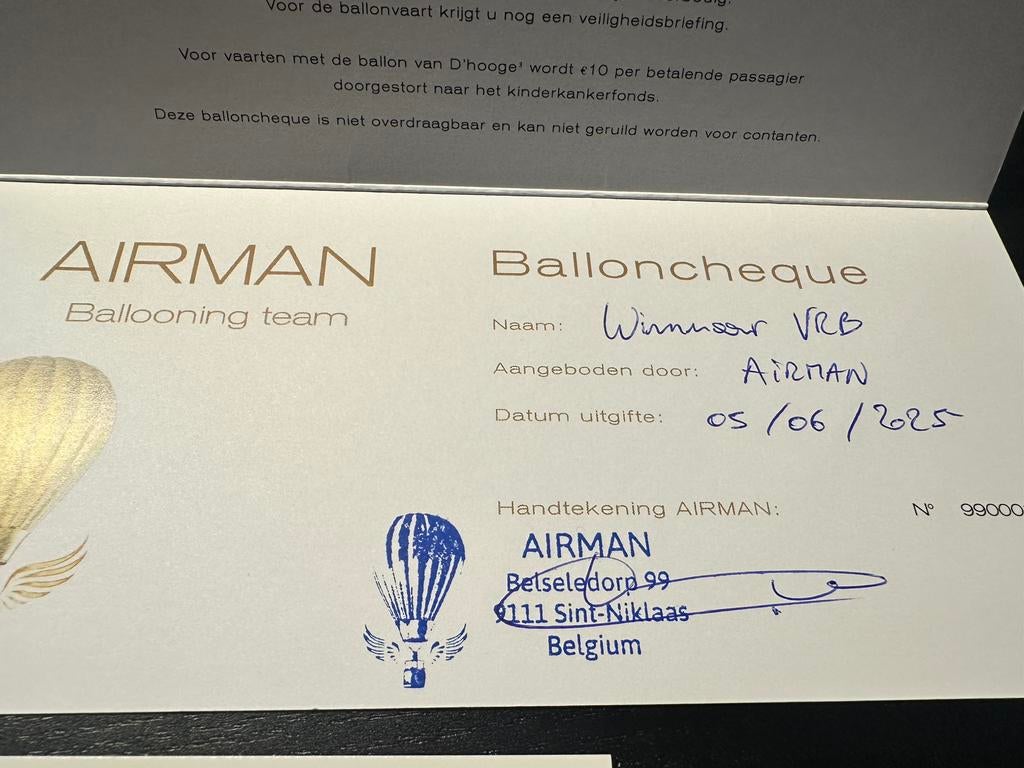 Voor de ballonvaart krijgt u nog een veiligheidsbriefing.
Voor vaarten met de ballon van D'hooge' wordt €10 per betalende passagier
doorgestort naar het kinderkankerfonds.
Deze balloncheque is niet overdraagbaar en kan niet geruild worden voor contanten.
AIRMAN
Ballooning team
Balloncheque
Naam: Winnaar VRB
Aangeboden door: AIRMAN
Datum uitgifte: 05/06/2025
Handtekening AIRMAN:
N° 99000
AIRMAN
Belseledorp 99
9111 Sint-Niklaas
Belgium